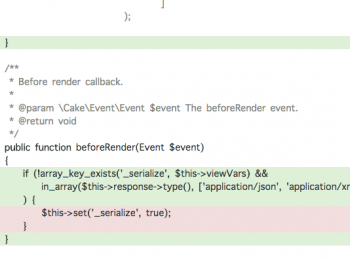 ]
);
}
/**
* Before render callback.
*
* @param \Cake\Event\Event $event The beforeRender event.
* @return void
*/
public function beforeRender(Event $event)
{
if (!array_key_exists('_serialize', $this->viewVars) &&
in_array($this->response->type(), ['application/json', 'application/xr
) {
$this->set('_serialize', true);
}
}